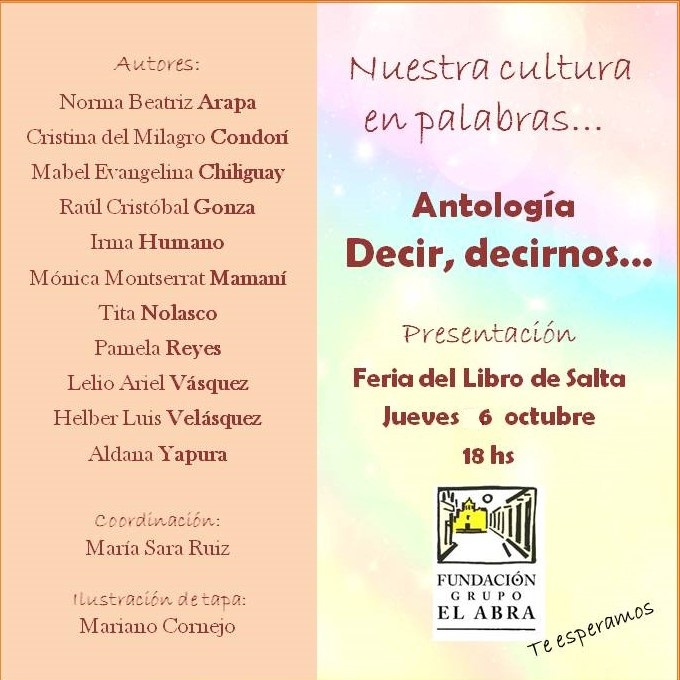 Autores:
Norma Beatriz Arapa
Cristina del Milagro Condorí
Mabel Evangelina Chiliguay
Raúl Cristóbal Gonza
Irma Humano
Mónica Montserrat Mamaní
Tita Nolasco
Pamela Reyes
Lelio Ariel Vásquez
Helber Luis Velásquez
Aldana Yapura
Coordinación:
María Sara Ruiz
Ilustración de tapa:
Mariano Cornejo
Nuestra cultura
en palabras...
Antología
Decir, decirnos...
Presentación
Feria del Libro de Salta
Jueves 6 octubre
18 hs
FUNDACIÓN
GRUPO
EL ABRA
Te esperamos